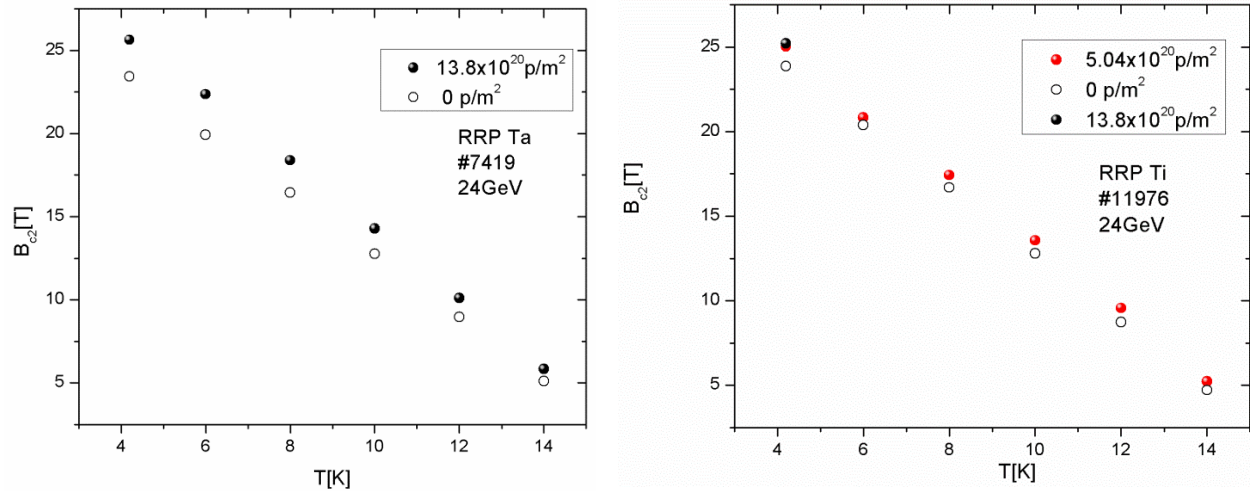 25
20
15
10
5
B_c2[T]
13.8x10^20p/m^2
0 p/m^2
RRP Ta
#7419
24GeV
4 6 8 10 12 14
T[K]
25
20
15
10
5
B_c2[T]
5.04x10^20p/m^2
0 p/m^2
13.8x10^20p/m^2
RRP Ti
#11976
24GeV
4 6 8 10 12 14
T[K]